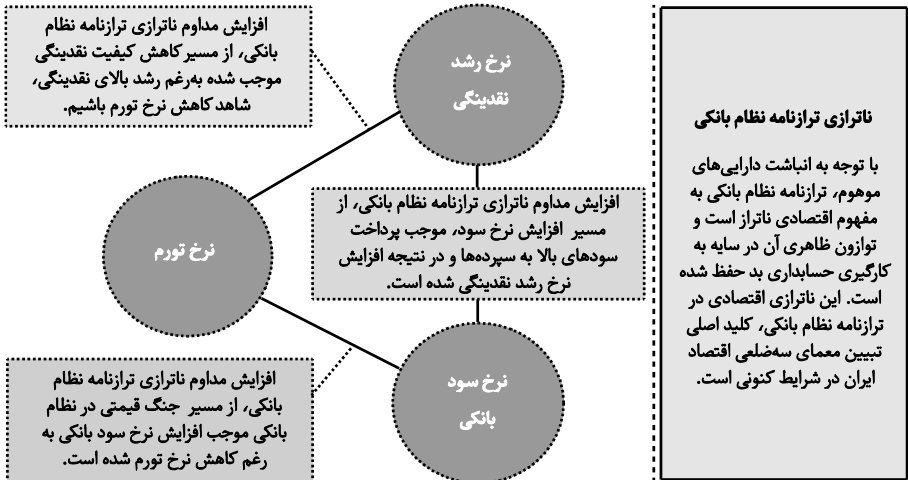 ناترازی ترازنامه نظام بانکی
با توجه به انباشت دارایی‌های
موهوم، ترازنامه نظام بانکی به
مفهوم اقتصادی ناتراز است و
توازون ظاهری آن در سایه به
کارگیری حسابداری بد حفظ شده
است. این ناترازی اقتصادی در
ترازنامه نظام بانکی، کلید اصلی
تبیین معمای سه‌ضلعی اقتصاد
ایران در شرایط کنونی است.
نرخ رشد
نقدینگی
افزایش مداوم ناترازی ترازنامه نظام
بانکی، از مسیر کاهش کیفیت نقدینگی
موجب شده به‌رغم رشد بالای نقدینگی،
شاهد کاهش نرخ تورم باشیم.
افزایش مداوم ناترازی ترازنامه نظام بانکی، از
مسیر افزایش نرخ سود، موجب پرداخت
سودهای بالا به سپرده‌ها و در نتیجه افزایش
نرخ رشد نقدینگی شده است.
نرخ تورم
نرخ سود
بانکی
افزایش مداوم ناترازی ترازنامه نظام
بانکی، از مسیر جنگ قیمتی در نظام
بانکی موجب افزایش نرخ سود بانکی به
رغم کاهش نرخ تورم شده است.